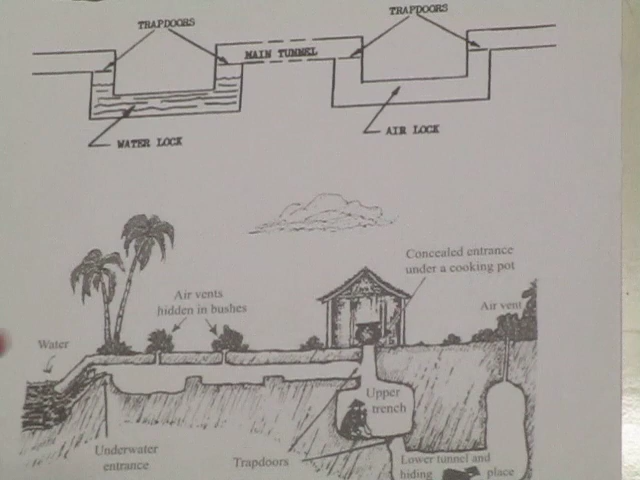 TRAPDOORS
TRAPDOORS
MAIN TUNNEL
WATER LOCK
AIR LOCK
Concealed entrance
under a cooking pot
Air vents
hidden in bushes
Air vent
Water
Upper
trench
Underwater
entrance
Trapdoors
Lower tunnel and
hiding place